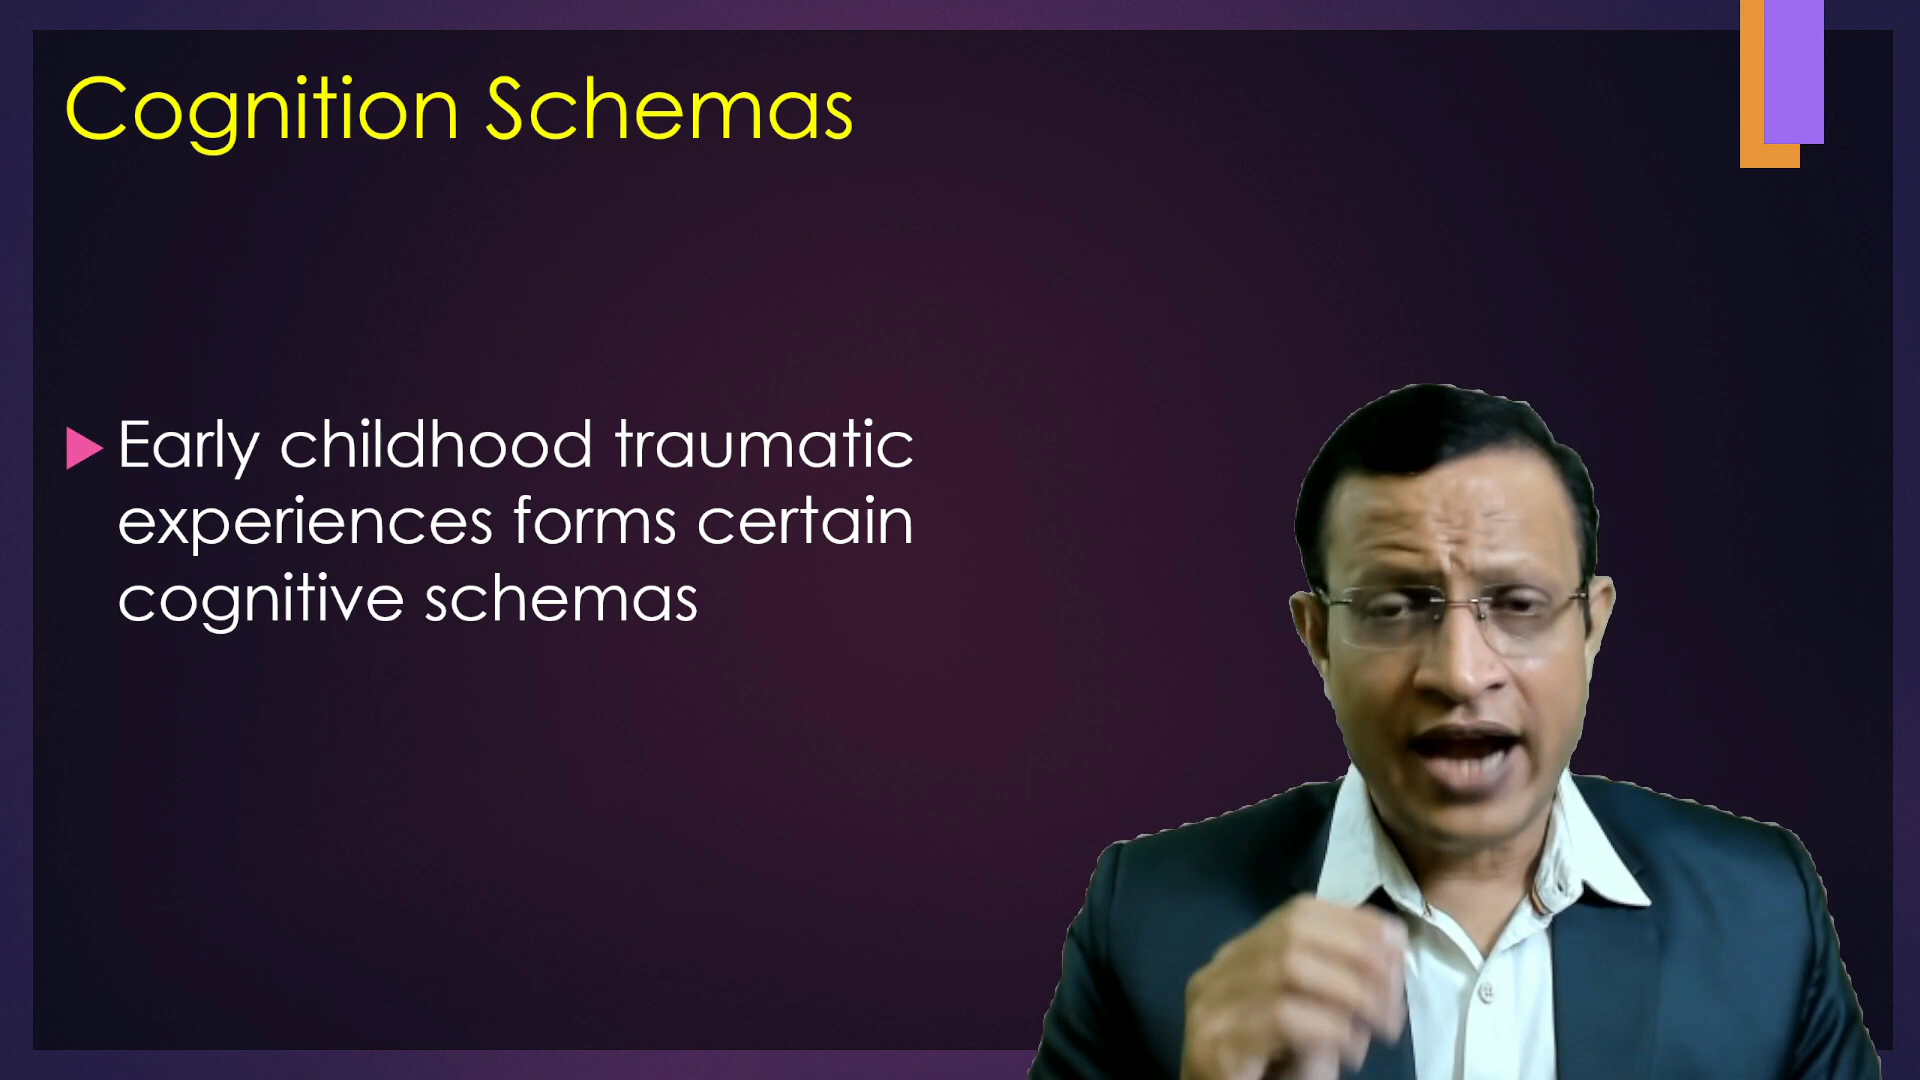 Cognition Schemas
Early childhood traumatic
experiences forms certain
cognitive schemas